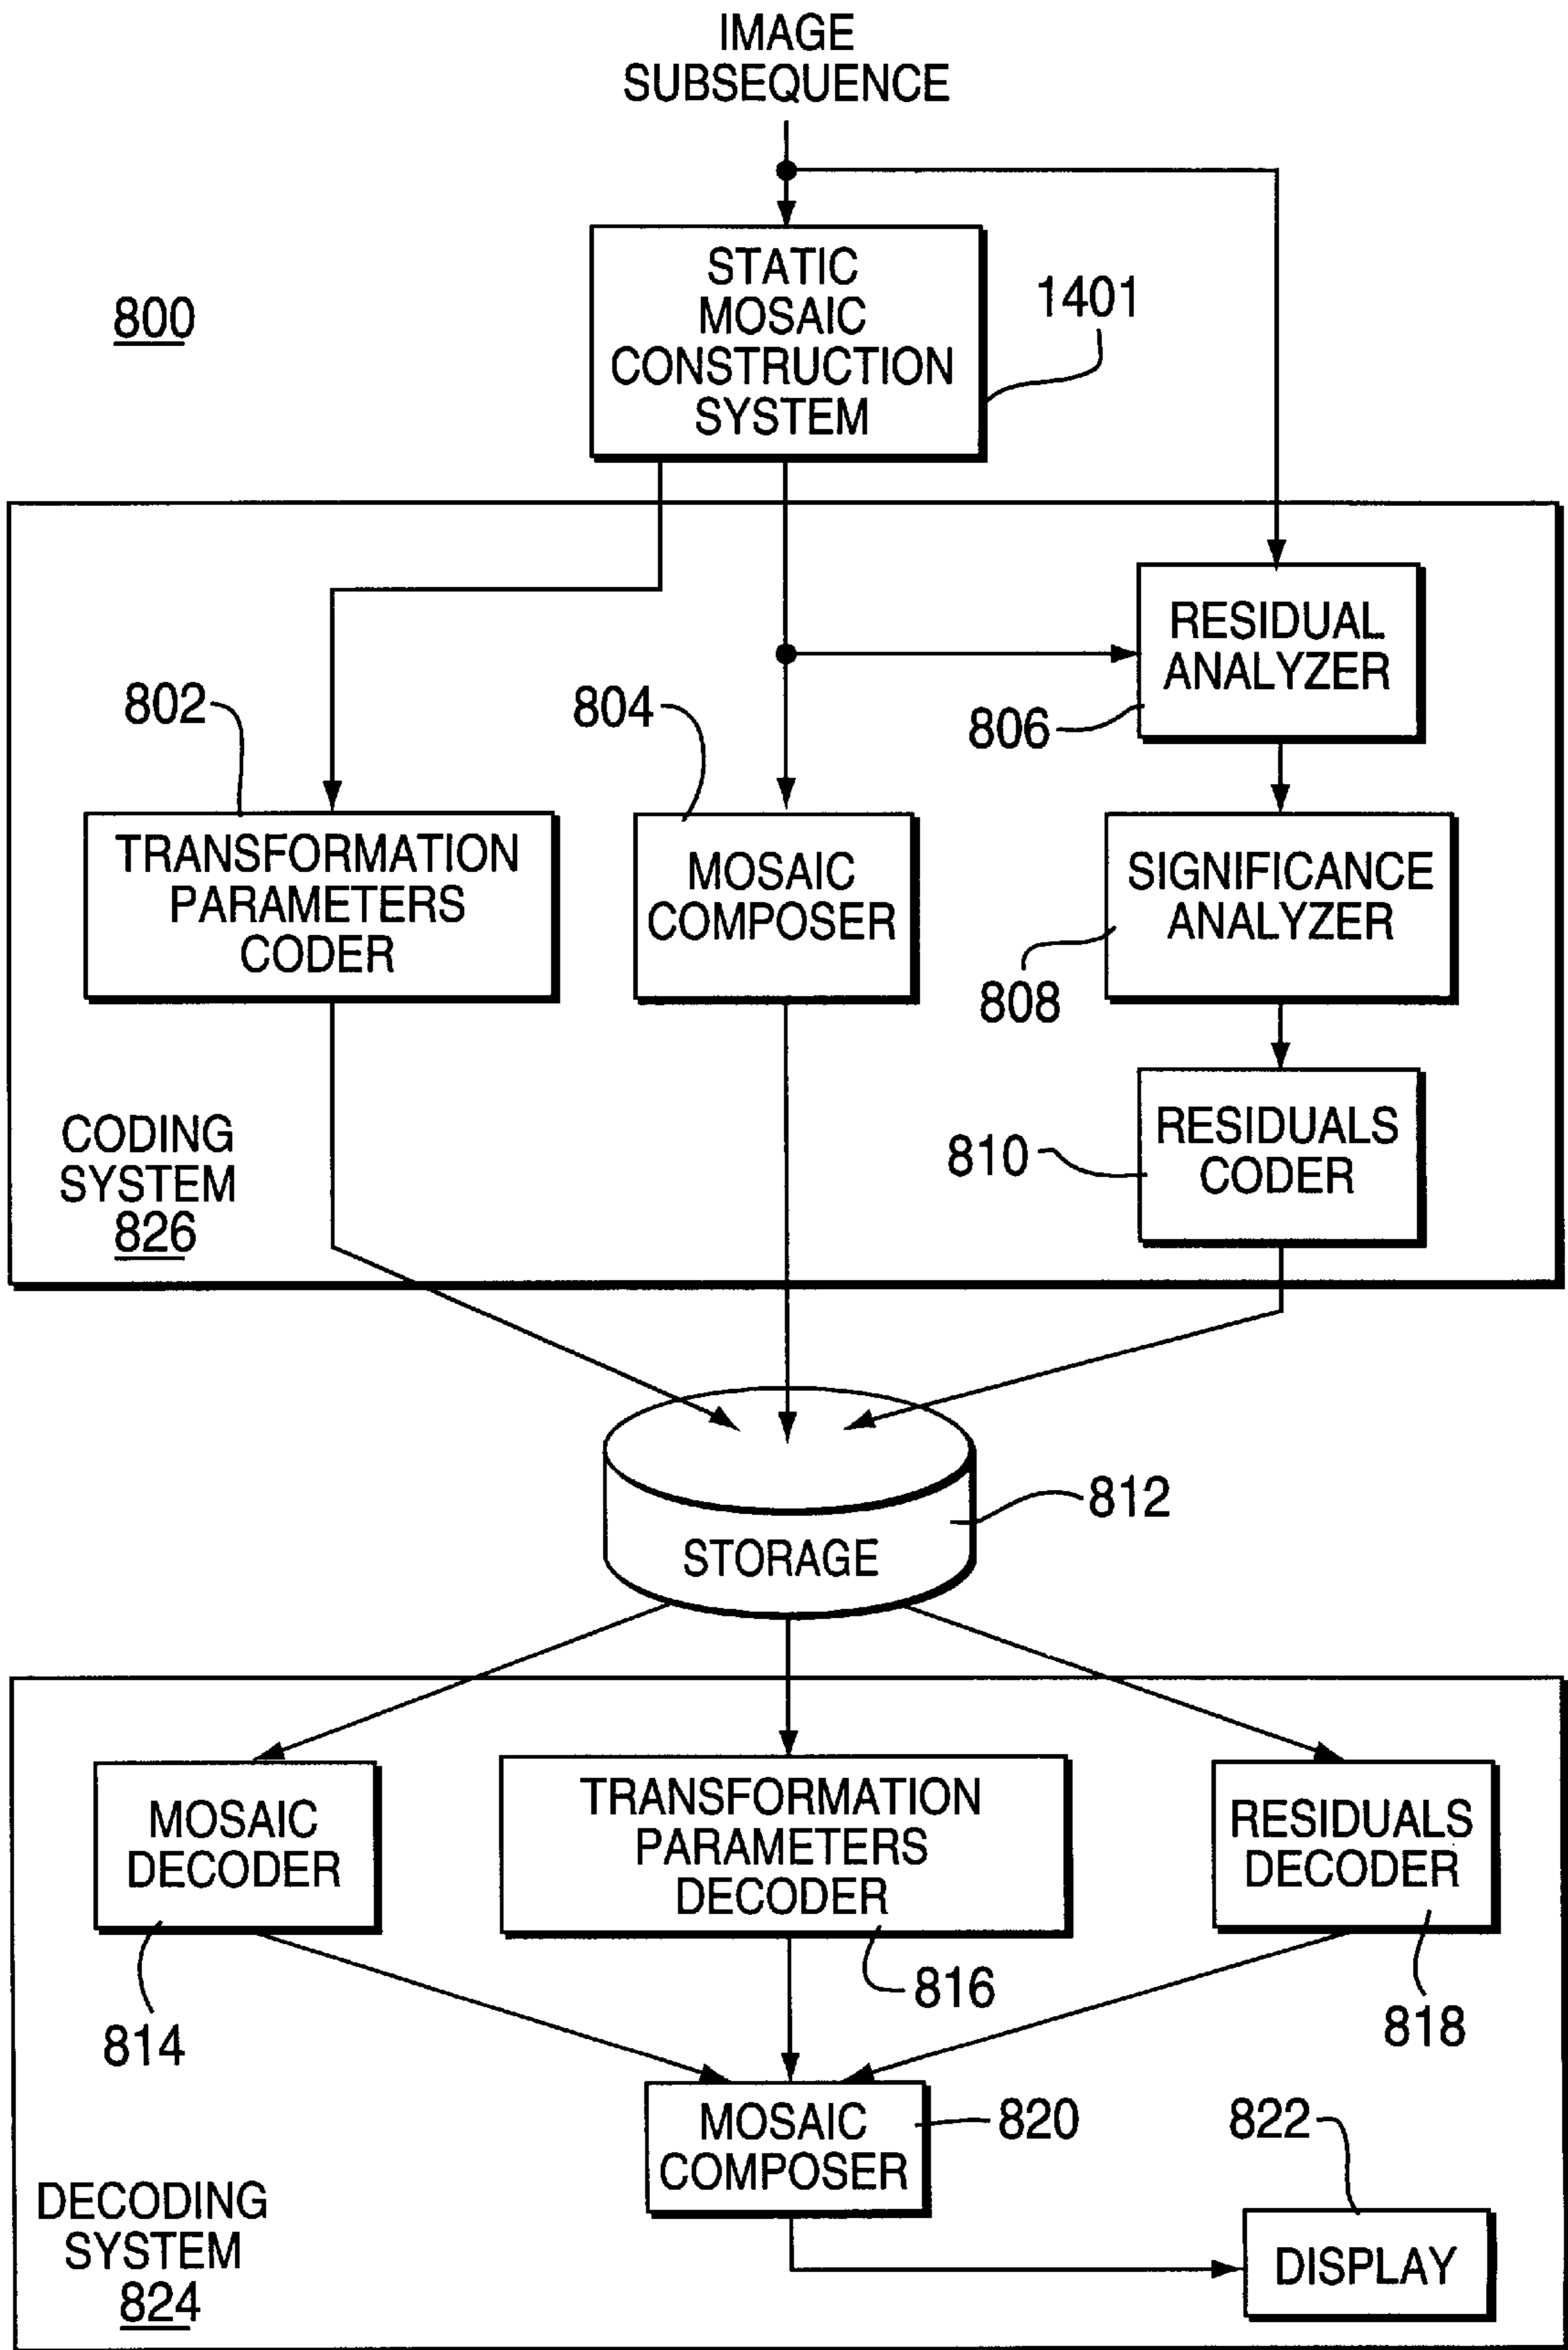 IMAGE
SUBSEQUENCE
STATIC
MOSAIC
CONSTRUCTION
SYSTEM
1401
800
RESIDUAL
ANALYZER
806
802
804
TRANSFORMATION
PARAMETERS
CODER
MOSAIC
COMPOSER
SIGNIFICANCE
ANALYZER
808
RESIDUALS
CODER
810
CODING
SYSTEM
826
812
STORAGE
MOSAIC
DECODER
814
TRANSFORMATION
PARAMETERS
DECODER
816
RESIDUALS
DECODER
818
MOSAIC
COMPOSER
820
822
DISPLAY
DECODING
SYSTEM
824